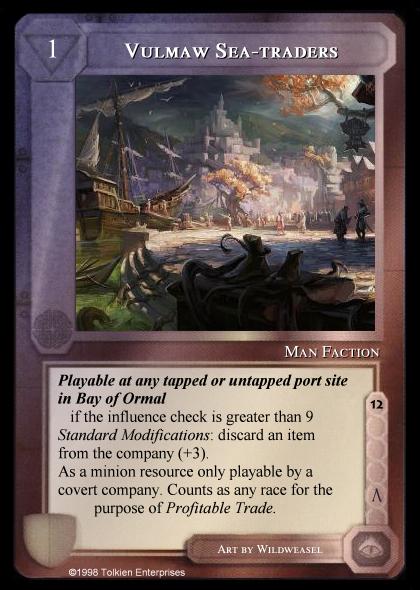 1
VULMAW SEA-TRADERS
MAN FACTION
Playable at any tapped or untapped port site
in Bay of Ormal
if the influence check is greater than 9
Standard Modifications: discard an item
from the company (+3).
As a minion resource only playable by a
covert company. Counts as any race for the
purpose of Profitable Trade.
12
ART BY WILDWEASEL
©1998 Tolkien Enterprises